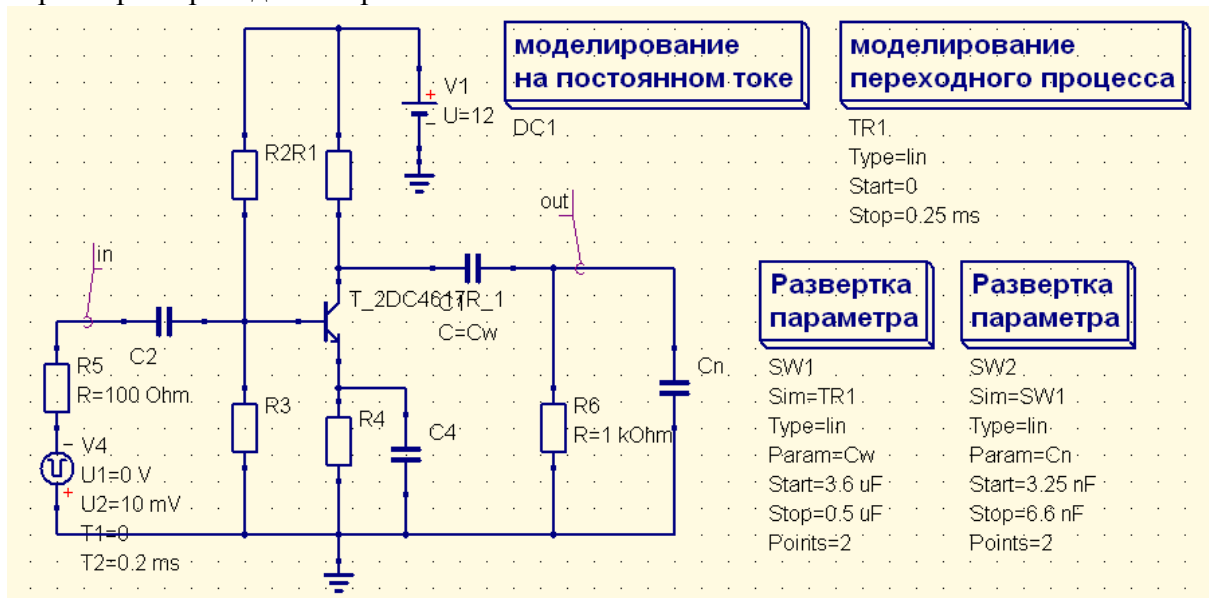 моделирование
на постоянном токе
DC1
моделирование
переходного процесса
TR1
Type=lin
Start=0
Stop=0.25 ms
V1
U=12
R2
R1
out
in
T_2DC4617R_1
C1
C=Cw
C2
R5
R=100 Ohm
V4
U1=0 V
U2=10 mV
T1=0
T2=0.2 ms
R3
R4
C4
R6
R=1 kOhm
Cn
Развертка
параметра
SW1
Sim=TR1
Type=lin
Param=Cw
Start=3.6 uF
Stop=0.5 uF
Points=2
Развертка
параметра
SW2
Sim=SW1
Type=lin
Param=Cn
Start=3.25 nF
Stop=6.6 nF
Points=2